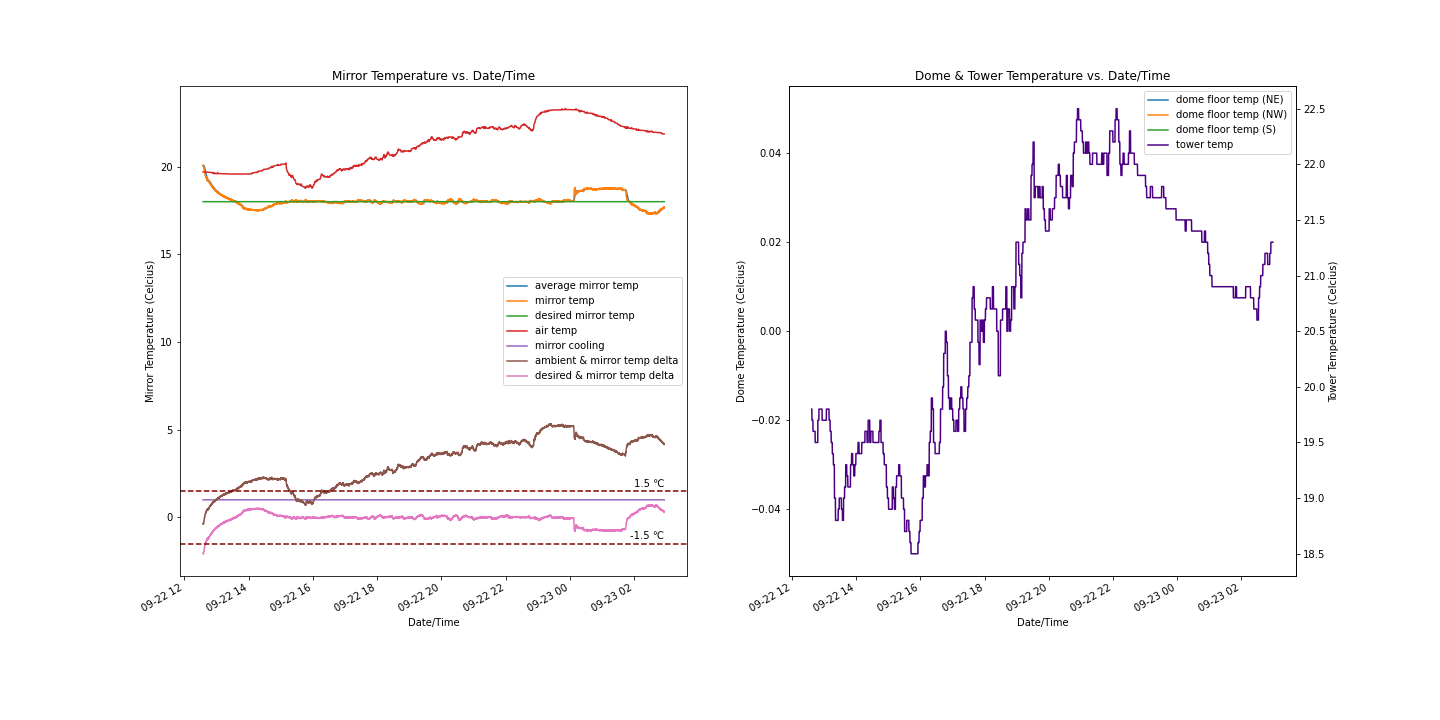 Mirror Temperature vs. Date/Time
Mirror Temperature (Celcius)
20
15
10
5
0
average mirror temp
mirror temp
desired mirror temp
air temp
mirror cooling
ambient & mirror temp delta
desired & mirror temp delta
1.5 °C
-1.5 °C
09-22 12
09-22 14
09-22 16
09-22 18
09-22 20
09-22 22
09-23 00
09-23 02
Date/Time
Dome & Tower Temperature vs. Date/Time
Dome Temperature (Celcius)
0.04
0.02
0.00
−0.02
−0.04
dome floor temp (NE)
dome floor temp (NW)
dome floor temp (S)
tower temp
22.5
22.0
21.5
21.0
20.5
20.0
19.5
19.0
18.5
Tower Temperature (Celcius)
09-22 12
09-22 14
09-22 16
09-22 18
09-22 20
09-22 22
09-23 00
09-23 02
Date/Time